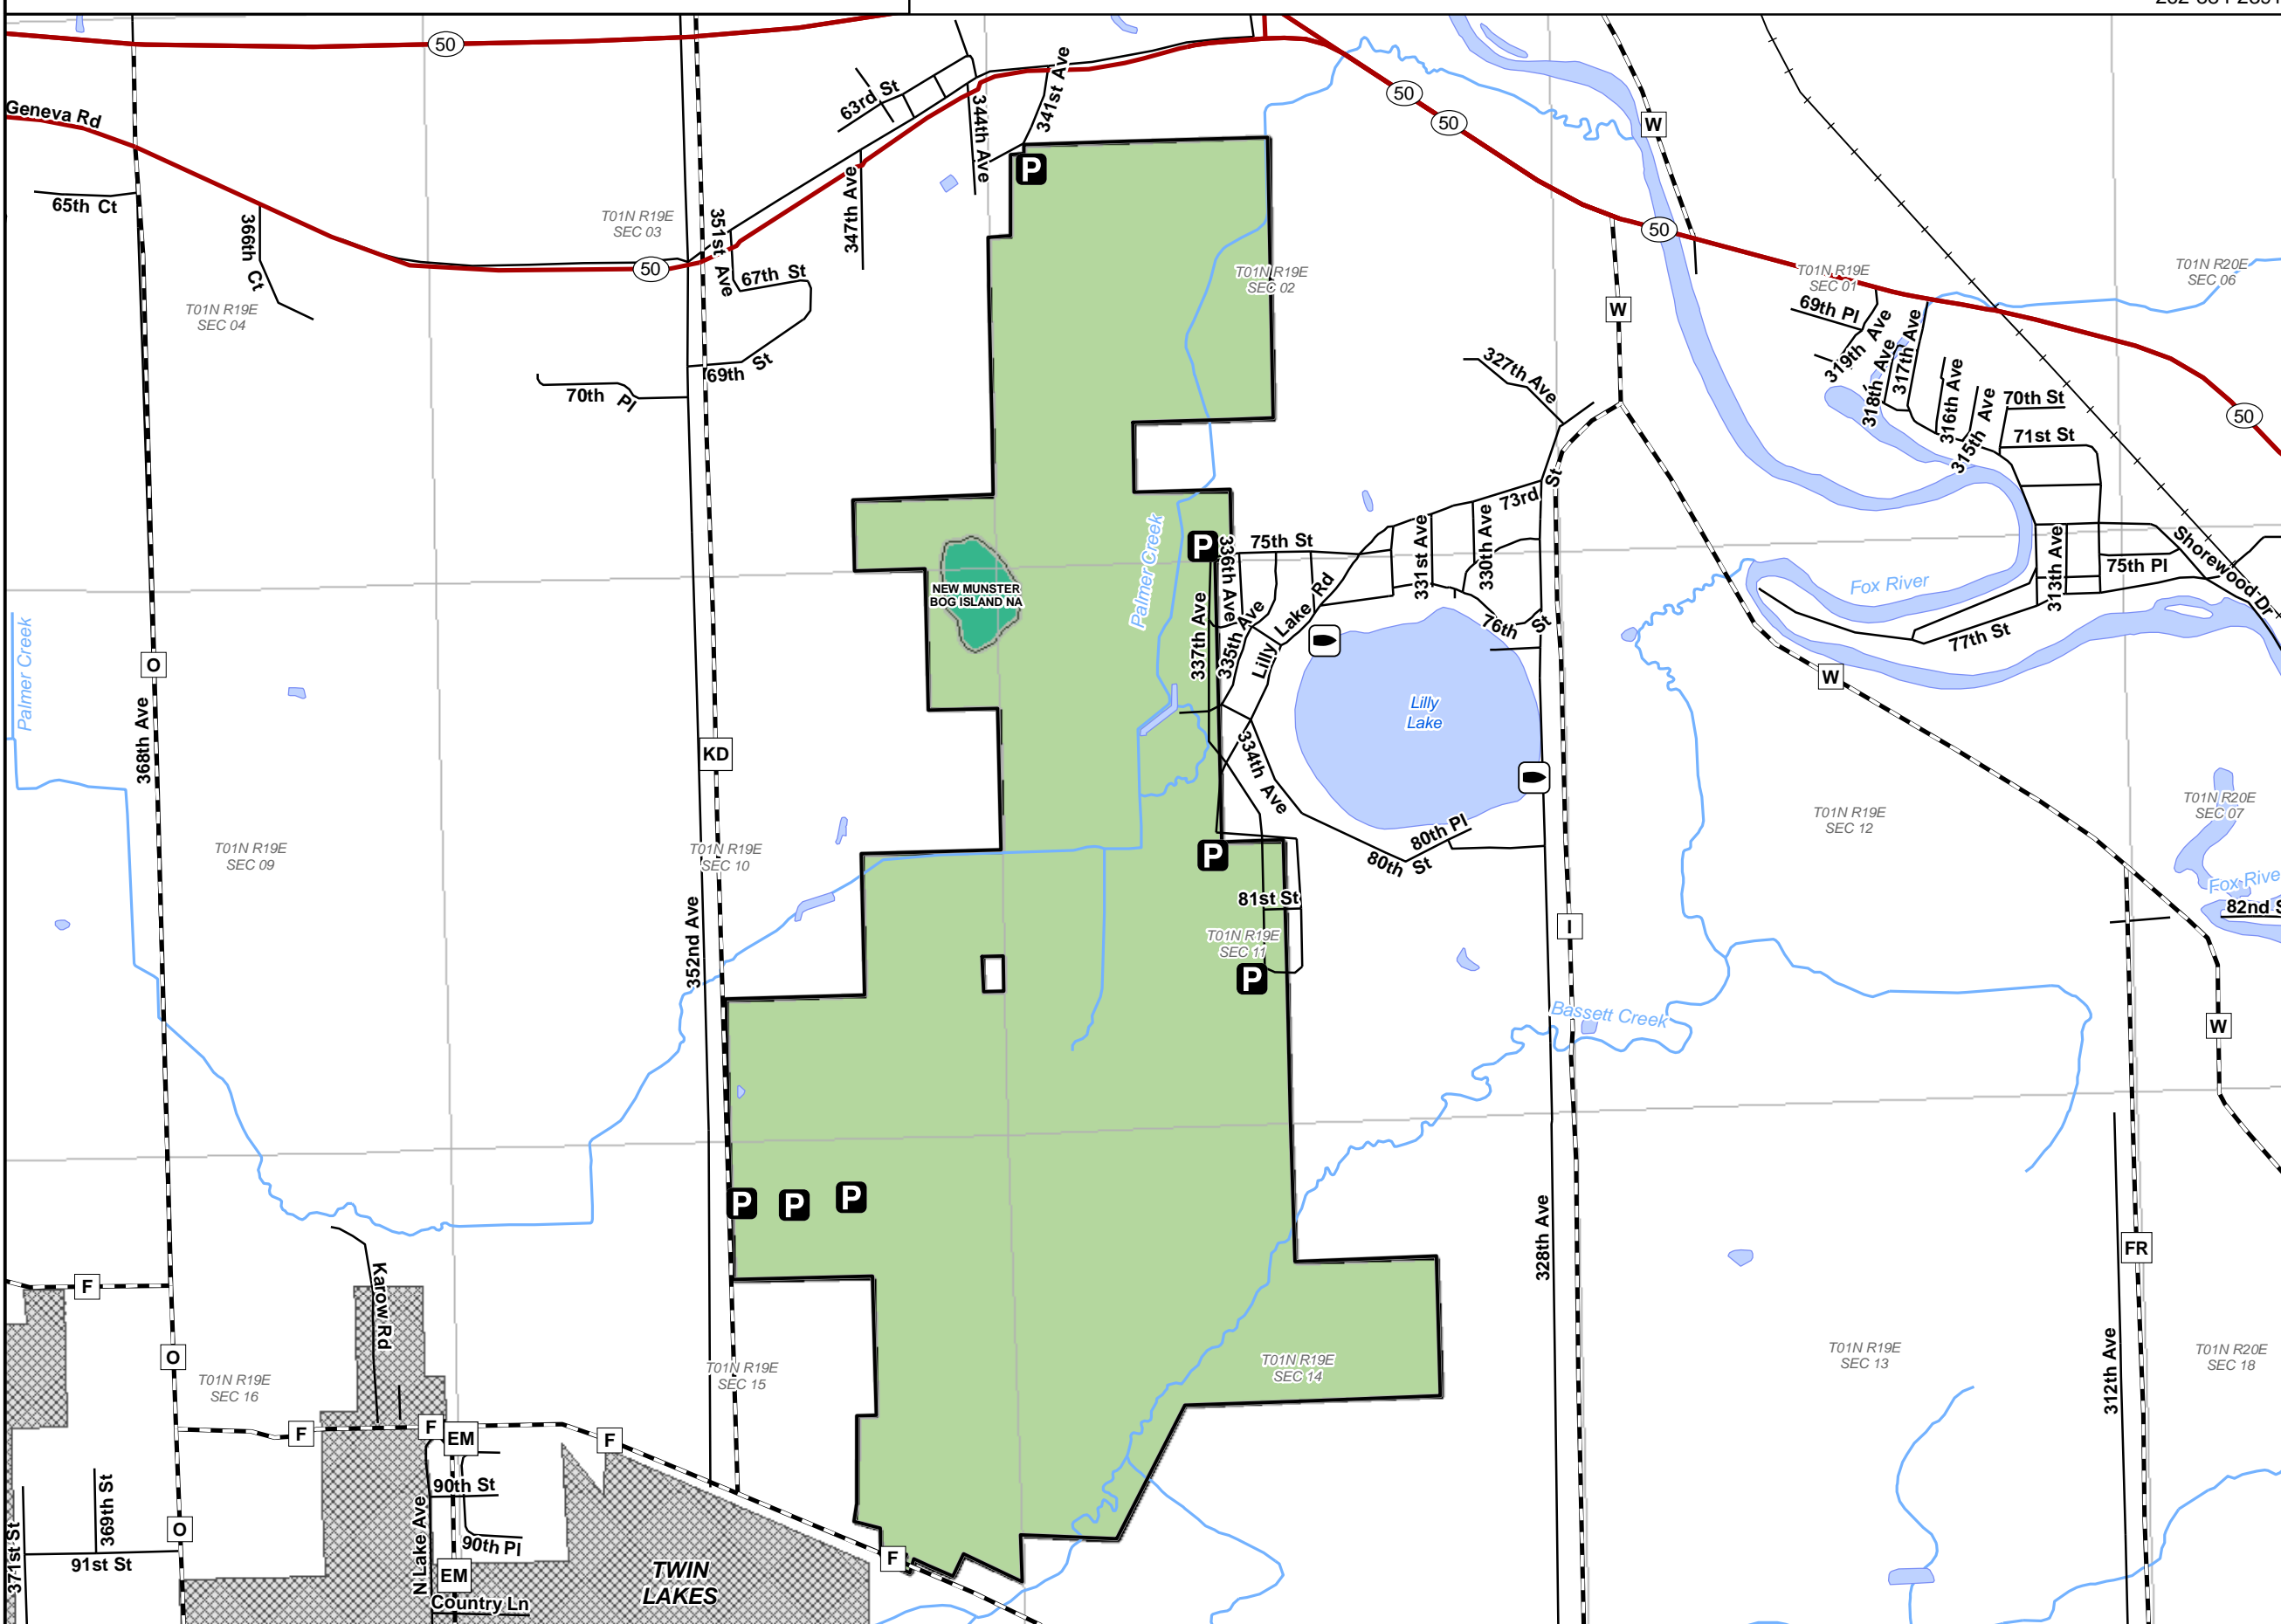 50
Geneva Rd
63rd St
344th Ave
341st Ave
50
50
W
65th Ct
366th Ct
T01N R19E
SEC 03
351st Ave
347th Ave
P
50
50
67th St
T01N R19E
SEC 02
T01N R19E
SEC 01
T01N R20E
SEC 06
T01N R19E
SEC 04
W
69th Pl
319th Ave
318th Ave
317th Ave
316th Ave
315th Ave
70th St
71st St
50
69th St
70th Pl
327th Ave
73rd St
Palmer Creek
P
336th Ave
75th St
331st Ave
330th Ave
NEW MUNSTER
BOG ISLAND NA
337th Ave
335th Ave
Lilly Lake Rd
76th St
Fox River
313th Ave
75th Pl
Shorewood Dr
77th St
Palmer Creek
O
368th Ave
KD
Lilly
Lake
W
334th Ave
80th Pl
80th St
T01N R19E
SEC 09
T01N R19E
SEC 10
P
T01N R19E
SEC 12
T01N R20E
SEC 07
352nd Ave
81st St
T01N R19E
SEC 11
P
I
82nd
Bassett Creek
W
P
P
P
328th Ave
F
Karow Rd
FR
O
T01N R19E
SEC 16
T01N R19E
SEC 15
T01N R19E
SEC 14
T01N R19E
SEC 13
T01N R20E
SEC 18
312th Ave
F
F
EM
F
90th St
369th St
371st St
N Lake Ave
O
91st St
90th Pl
F
EM
TWIN
LAKES
Country Ln